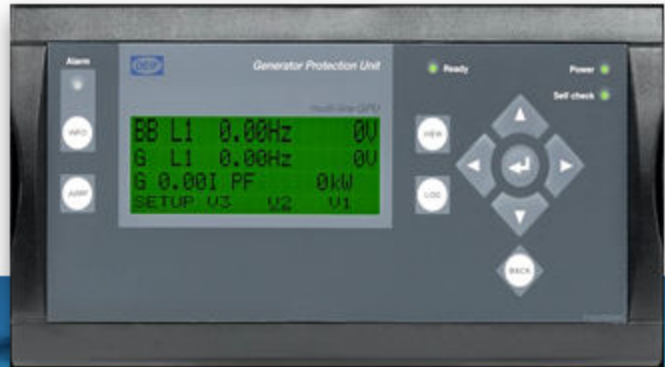 Alarm
DEIF
Generator Protection Unit
multi-line GPU
Ready
Power
Self check
INFO
JUMP
VIEW
LOG
BACK
BB L1 0.00Hz 0V
G L1 0.00Hz 0V
G 0.00I PF 0kW
SETUP V3 V2 V1